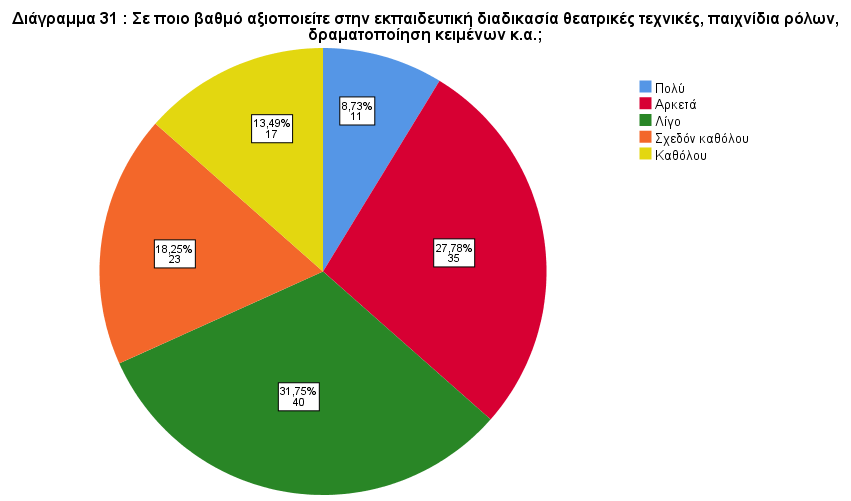 Διάγραμμα 31 : Σε ποιο βαθμό αξιοποιείτε στην εκπαιδευτική διαδικασία θεατρικές τεχνικές, παιχνίδια ρόλων,
δραματοποίηση κειμένων κ.α.;
Πολύ
Αρκετά
Λίγο
Σχεδόν καθόλου
Καθόλου
8,73%
11
13,49%
17
27,78%
35
18,25%
23
31,75%
40